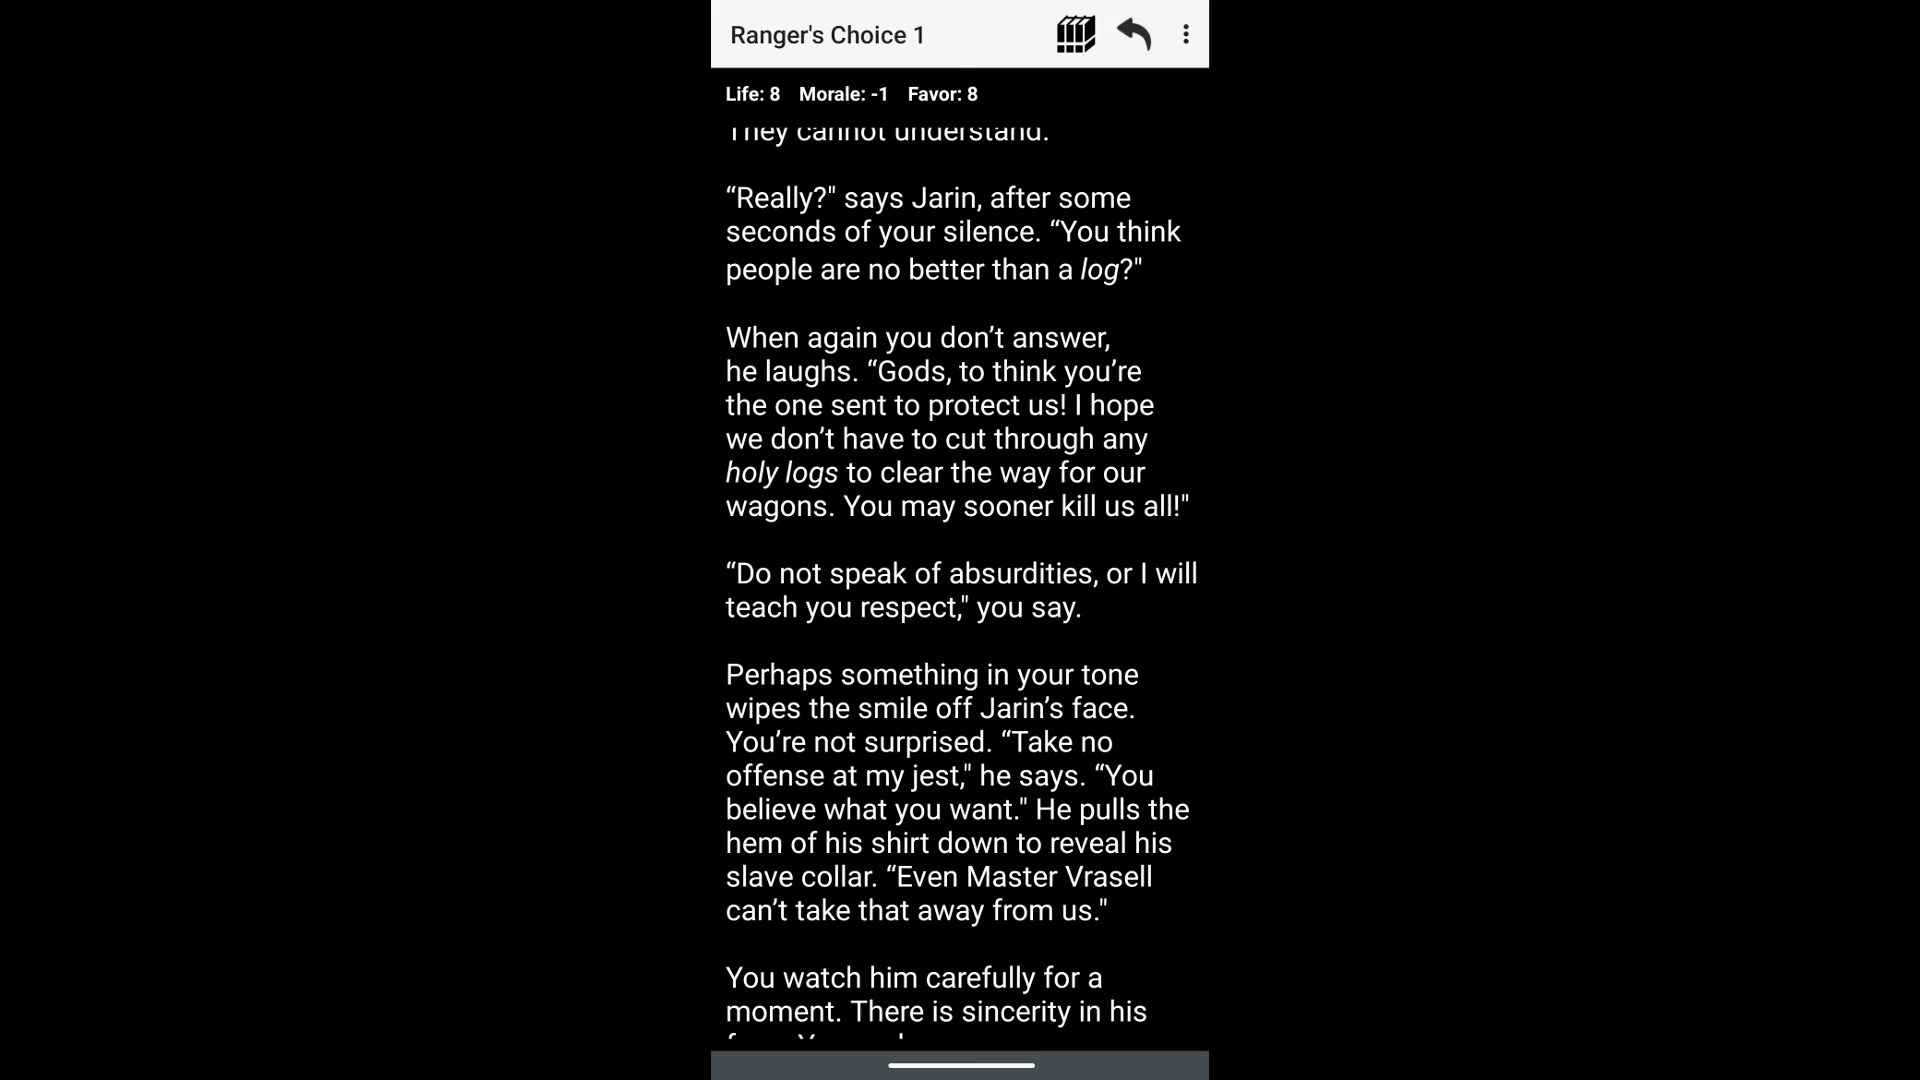 Ranger's Choice 1
Life: 8 Morale: -1 Favor: 8
They cannot understand.
“Really?" says Jarin, after some
seconds of your silence. “You think
people are no better than a log?"
When again you don’t answer,
he laughs. “Gods, to think you’re
the one sent to protect us! I hope
we don’t have to cut through any
holy logs to clear the way for our
wagons. You may sooner kill us all!"
“Do not speak of absurdities, or I will
teach you respect," you say.
Perhaps something in your tone
wipes the smile off Jarin’s face.
You’re not surprised. “Take no
offense at my jest," he says. “You
believe what you want." He pulls the
hem of his shirt down to reveal his
slave collar. “Even Master Vrasell
can’t take that away from us."
You watch him carefully for a
moment. There is sincerity in his